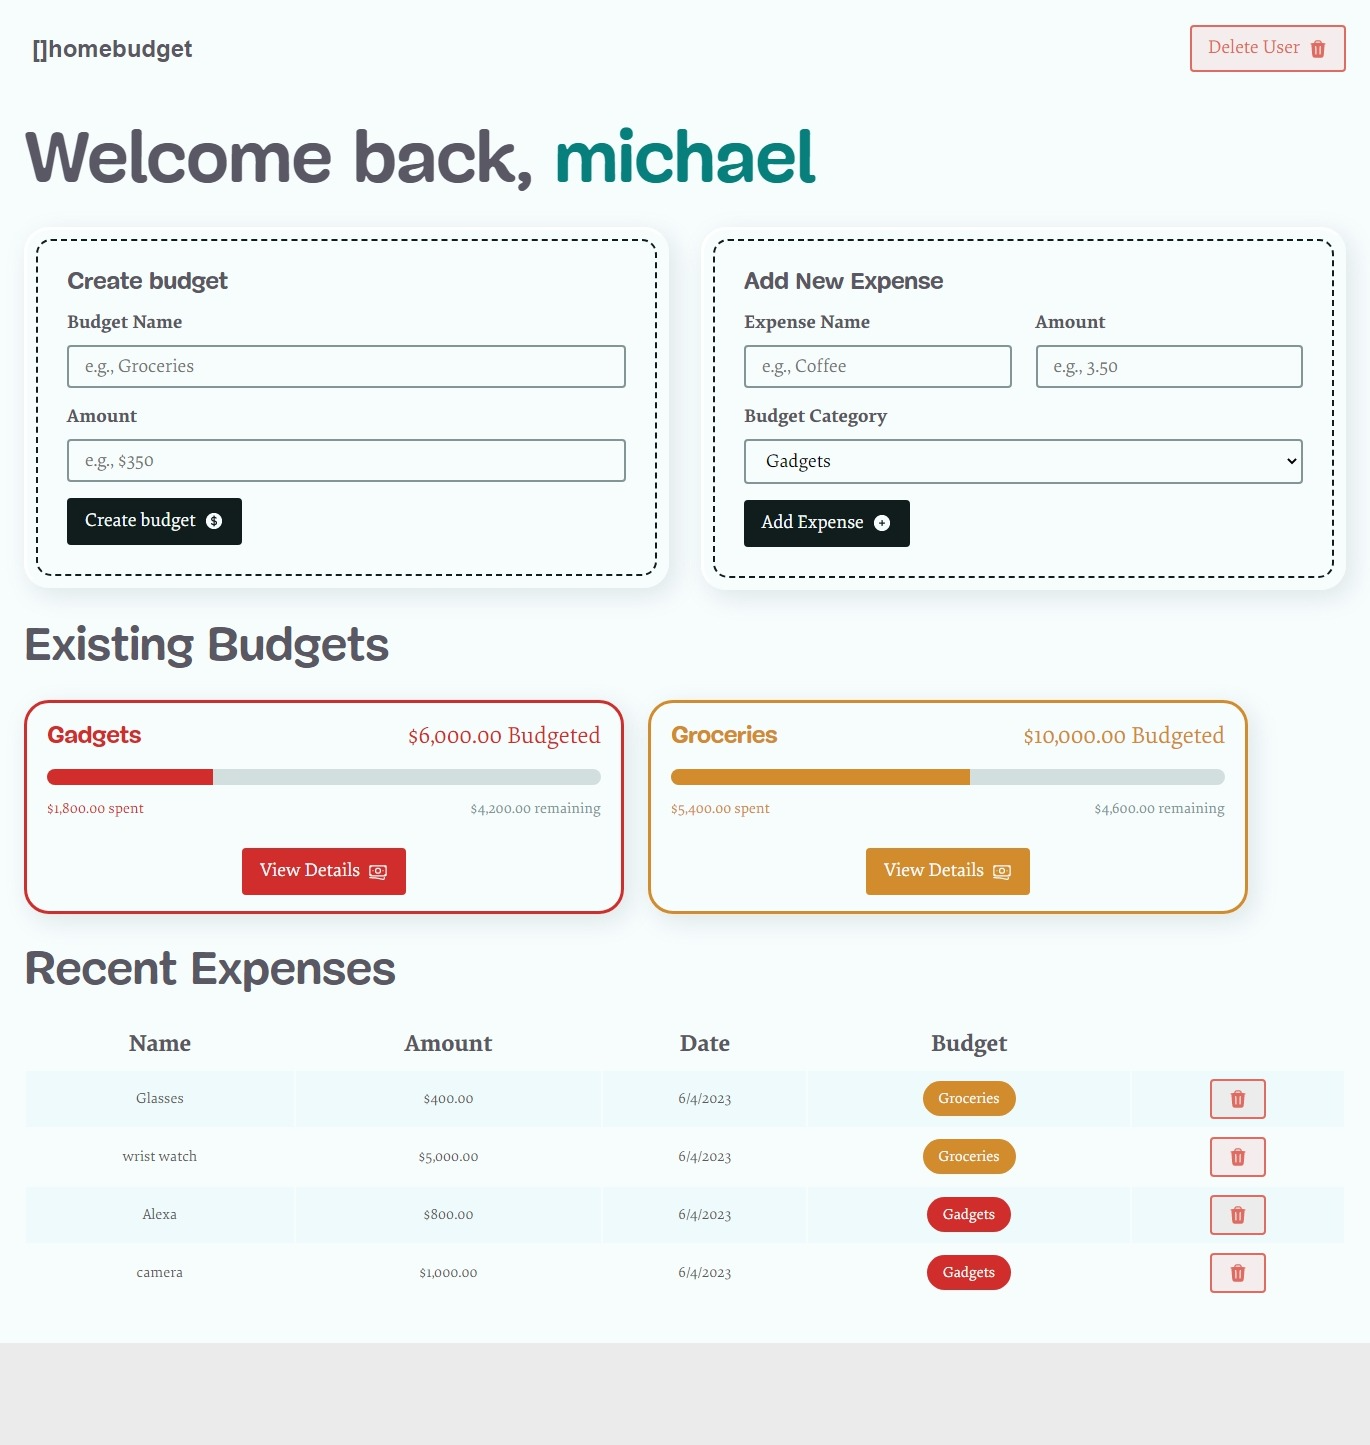 []homebudget
Delete User
Welcome back, michael
Create budget
Budget Name
e.g., Groceries
Amount
e.g., $350
Create budget
Add New Expense
Expense Name Amount
e.g., Coffee e.g., 3.50
Budget Category
Gadgets
Add Expense
Existing Budgets
Gadgets $6,000.00 Budgeted
$1,800.00 spent $4,200.00 remaining
View Details
Groceries $10,000.00 Budgeted
$5,400.00 spent $4,600.00 remaining
View Details
Recent Expenses
Name Amount Date Budget
Glasses $400.00 6/4/2023 Groceries
wrist watch $5,000.00 6/4/2023 Groceries
Alexa $800.00 6/4/2023 Gadgets
camera $1,000.00 6/4/2023 Gadgets